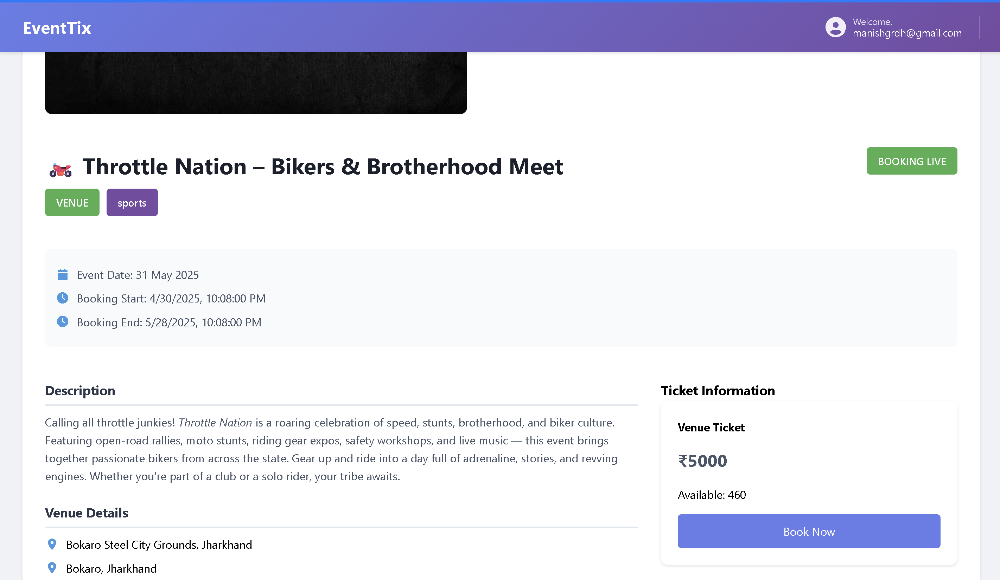 EventTix
Welcome,
manishgrdh@gmail.com
Throttle Nation – Bikers & Brotherhood Meet
BOOKING LIVE
VENUE
sports
Event Date: 31 May 2025
Booking Start: 4/30/2025, 10:08:00 PM
Booking End: 5/28/2025, 10:08:00 PM
Description
Calling all throttle junkies! Throttle Nation is a roaring celebration of speed, stunts, brotherhood, and biker culture.
Featuring open-road rallies, moto stunts, riding gear expos, safety workshops, and live music — this event brings
together passionate bikers from across the state. Gear up and ride into a day full of adrenaline, stories, and revving
engines. Whether you're part of a club or a solo rider, your tribe awaits.
Venue Details
Bokaro Steel City Grounds, Jharkhand
Bokaro, Jharkhand
Ticket Information
Venue Ticket
₹5000
Available: 460
Book Now